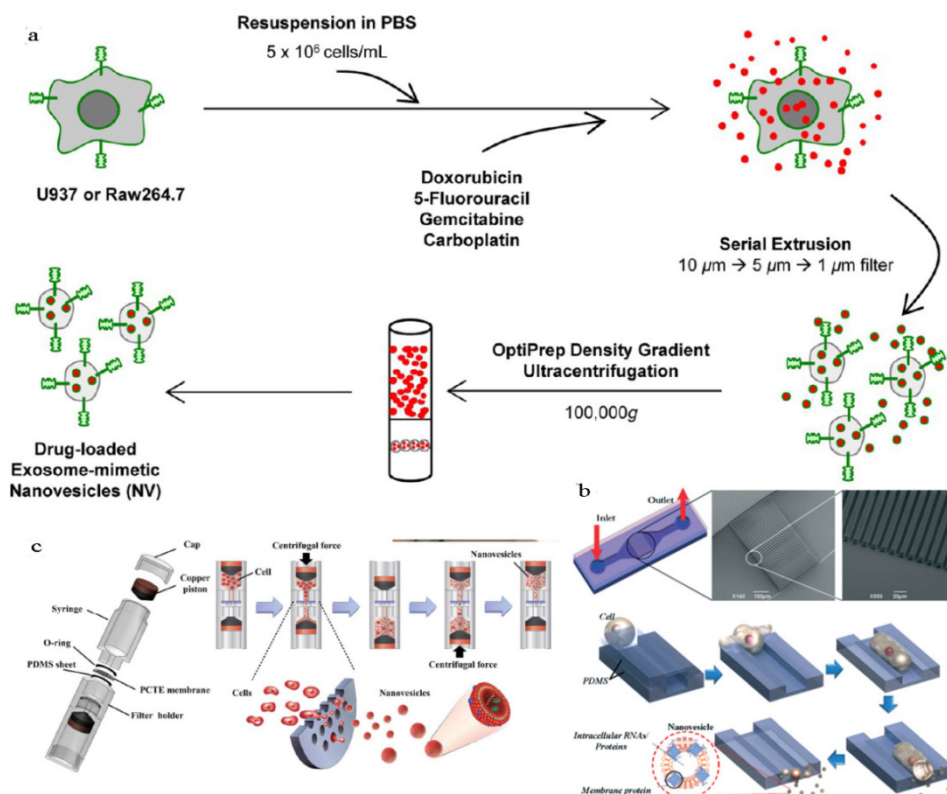 a
Resuspension in PBS
5 x 10⁶ cells/mL
U937 or Raw264.7
Doxorubicin
5-Fluorouracil
Gemcitabine
Carboplatin
Serial Extrusion
10 µm → 5 µm → 1 µm filter
OptiPrep Density Gradient
Ultracentrifugation
100,000g
Drug-loaded
Exosome-mimetic
Nanovesicles (NV)
b
Inlet
Outlet
X140 100µm
20µm
Cell
PDMS
Nanovesicle
Intracellular RNAs/
Proteins
Membrane protein
c
Cap
Copper
piston
Syringe
O-ring
PDMS sheet
PCTE membrane
Filter holder
Centrifugal force
Cell
Nanovesicles
Centrifugal force
Cells
Nanovesicles